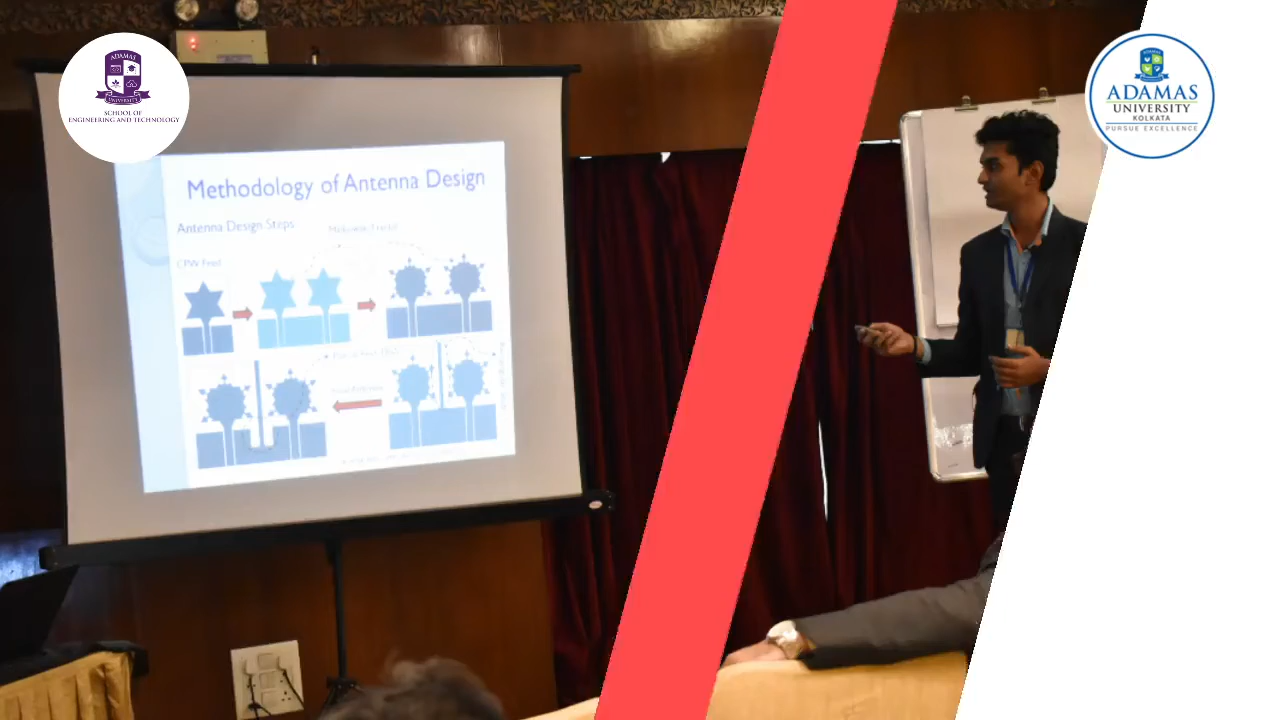 ADAMAS
UNIVERSITY
SCHOOL OF
ENGINEERING AND TECHNOLOGY
ADAMAS
UNIVERSITY
KOLKATA
PURSUE EXCELLENCE
Methodology of Antenna Design
Antenna Design Steps
CPW Feed